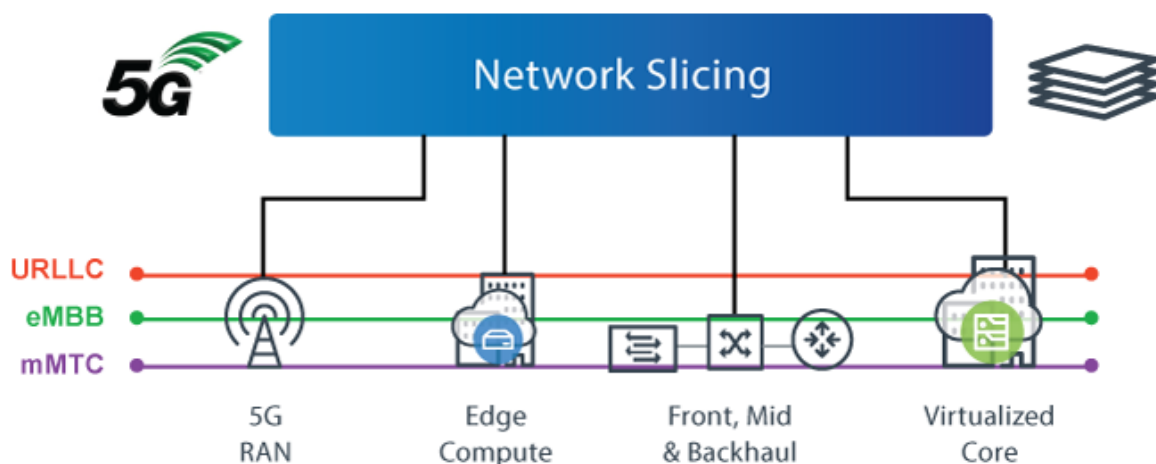 5G
Network Slicing
URLLC
eMBB
mMTC
5G
RAN
Edge
Compute
Front, Mid
& Backhaul
Virtualized
Core